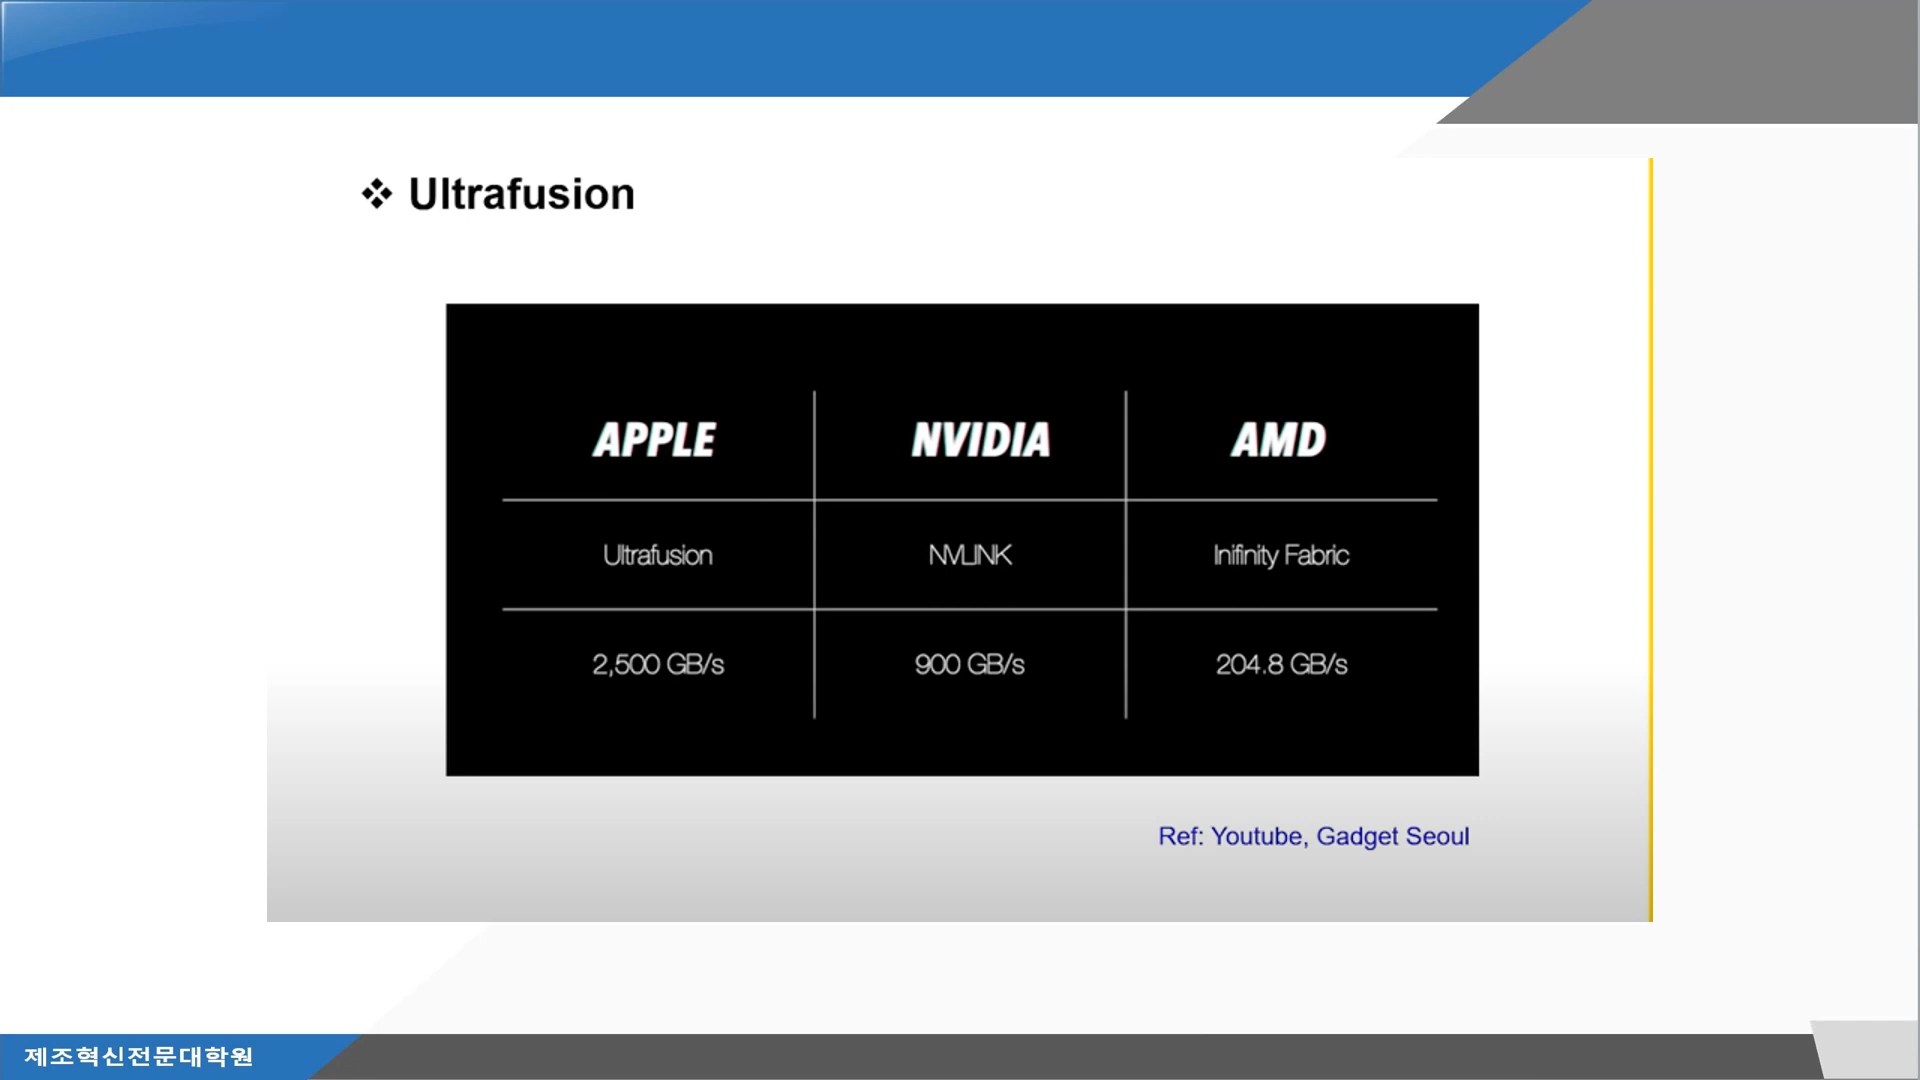 ❖ Ultrafusion
APPLE NVIDIA AMD
Ultrafusion NVLINK Inifinity Fabric
2,500 GB/s 900 GB/s 204.8 GB/s
Ref: Youtube, Gadget Seoul
제조혁신전문대학원